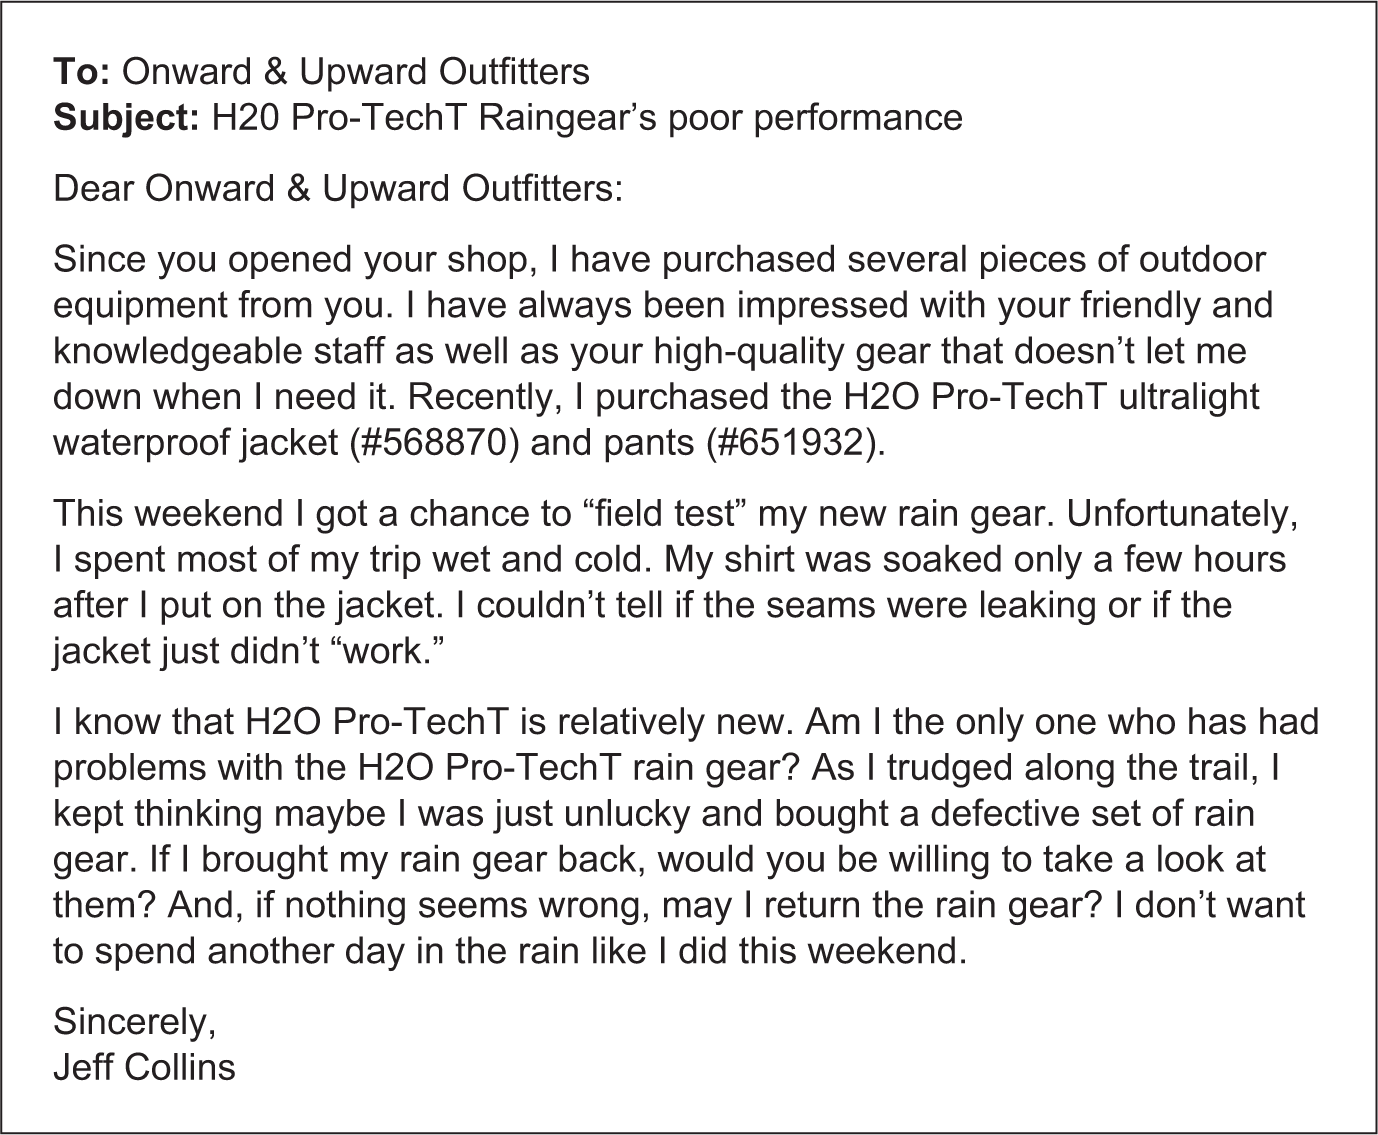 To: Onward & Upward Outfitters
Subject: H20 Pro-TechT Raingear’s poor performance
Dear Onward & Upward Outfitters:
Since you opened your shop, I have purchased several pieces of outdoor
equipment from you. I have always been impressed with your friendly and
knowledgeable staff as well as your high-quality gear that doesn’t let me
down when I need it. Recently, I purchased the H2O Pro-TechT ultralight
waterproof jacket (#568870) and pants (#651932).
This weekend I got a chance to “field test” my new rain gear. Unfortunately,
I spent most of my trip wet and cold. My shirt was soaked only a few hours
after I put on the jacket. I couldn’t tell if the seams were leaking or if the
jacket just didn’t “work.”
I know that H2O Pro-TechT is relatively new. Am I the only one who has had
problems with the H2O Pro-TechT rain gear? As I trudged along the trail, I
kept thinking maybe I was just unlucky and bought a defective set of rain
gear. If I brought my rain gear back, would you be willing to take a look at
them? And, if nothing seems wrong, may I return the rain gear? I don’t want
to spend another day in the rain like I did this weekend.
Sincerely,
Jeff Collins